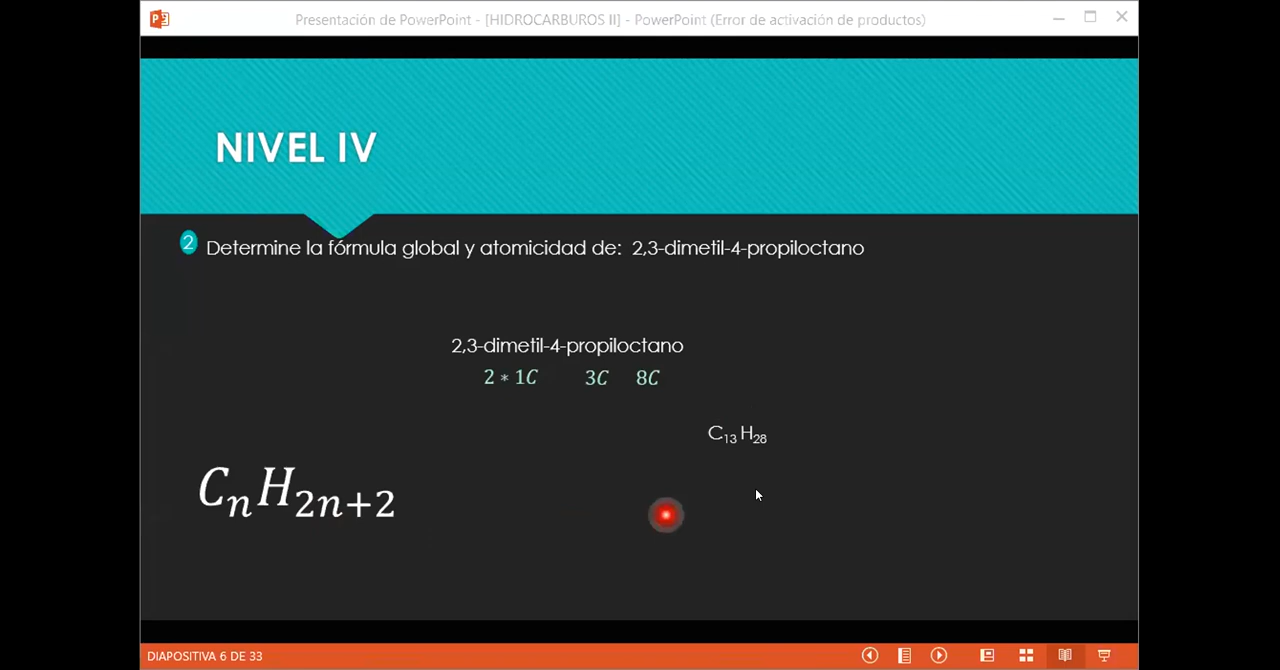 Presentación de PowerPoint - [HIDROCARBUROS II] - PowerPoint (Error de activación de productos)
NIVEL IV
2 Determine la fórmula global y atomicidad de: 2,3-dimetil-4-propiloctano
2,3-dimetil-4-propiloctano
2 * 1C 3C 8C
C₁₃H₂₈
CₙH₂ₙ₊₂
DIAPOSITIVA 6 DE 33